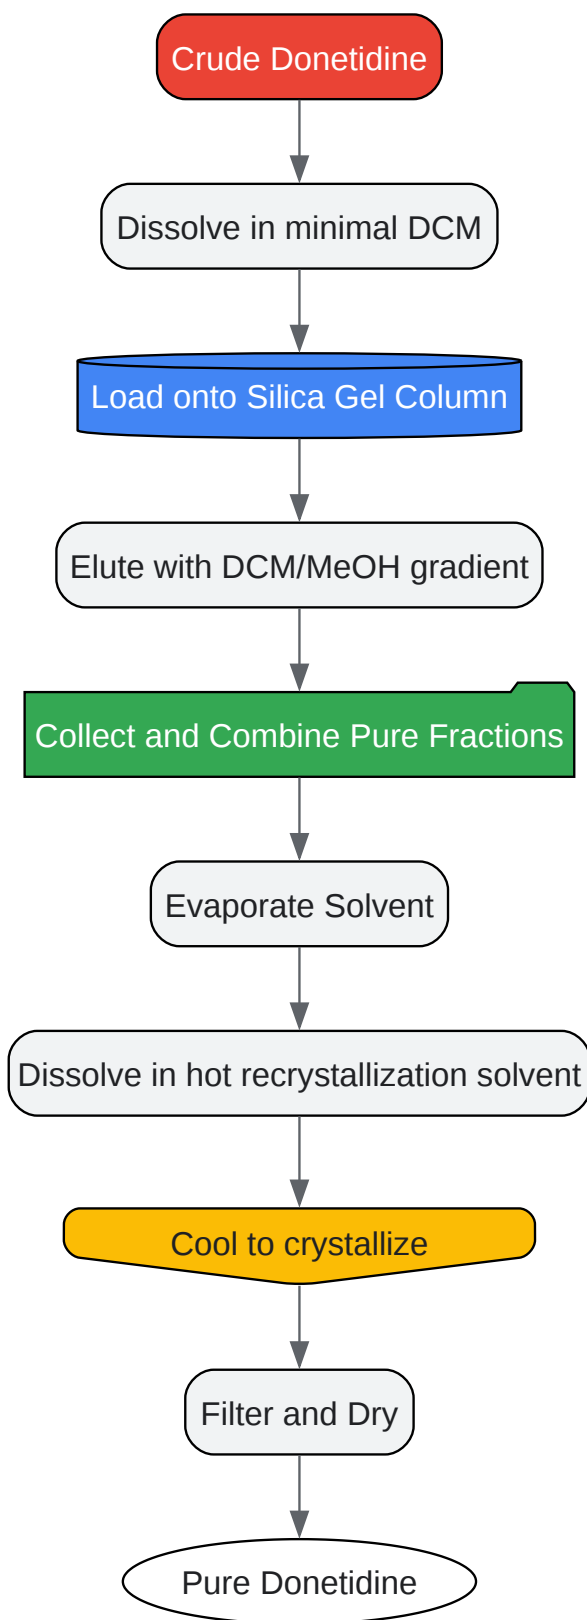 Crude Donetidine
Dissolve in minimal DCM
Load onto Silica Gel Column
Elute with DCM/MeOH gradient
Collect and Combine Pure Fractions
Evaporate Solvent
Dissolve in hot recrystallization solvent
Cool to crystallize
Filter and Dry
Pure Donetidine